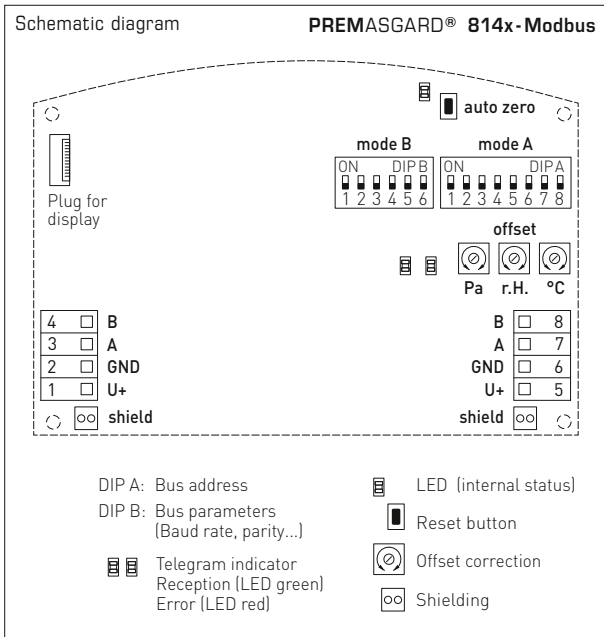 Schematic diagram
PREMASGARD® 814x-Modbus
auto zero
mode B
mode A
ON DIP B
1 2 3 4 5 6
ON DIP A
1 2 3 4 5 6 7 8
Plug for
display
offset
Pa r.H. °C
4 B
3 A
2 GND
1 U+
shield
B 8
A 7
GND 6
U+ 5
shield
DIP A: Bus address
DIP B: Bus parameters
(Baud rate, parity...)
Telegram indicator
Reception (LED green)
Error (LED red)
LED (internal status)
Reset button
Offset correction
Shielding